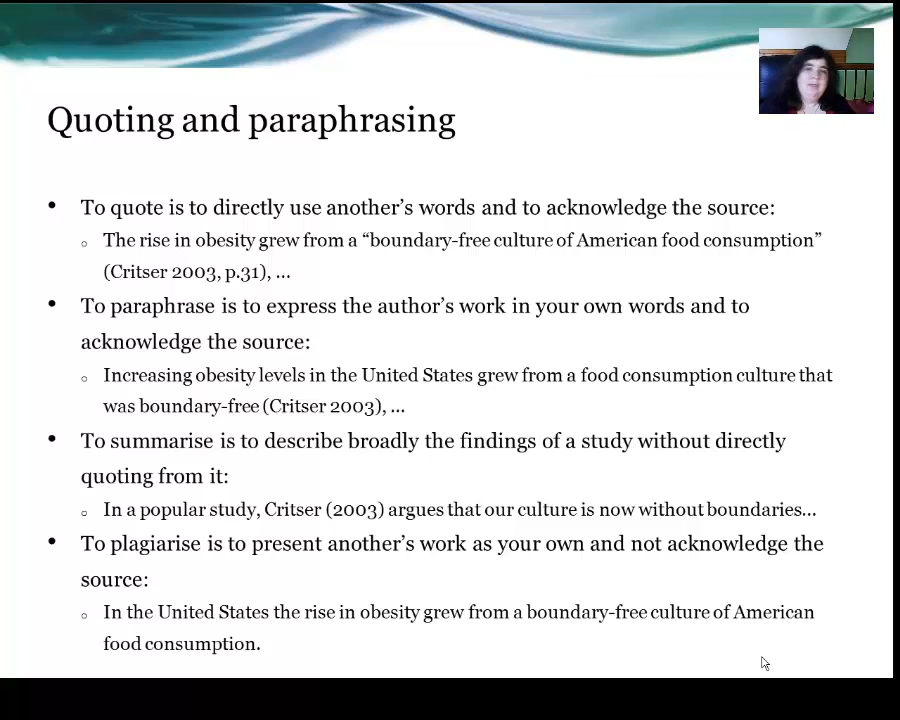 Quoting and paraphrasing
• To quote is to directly use another’s words and to acknowledge the source:
○ The rise in obesity grew from a “boundary-free culture of American food consumption”
(Critser 2003, p.31), ...
• To paraphrase is to express the author’s work in your own words and to
acknowledge the source:
○ Increasing obesity levels in the United States grew from a food consumption culture that
was boundary-free (Critser 2003), ...
• To summarise is to describe broadly the findings of a study without directly
quoting from it:
○ In a popular study, Critser (2003) argues that our culture is now without boundaries...
• To plagiarise is to present another’s work as your own and not acknowledge the
source:
○ In the United States the rise in obesity grew from a boundary-free culture of American
food consumption.